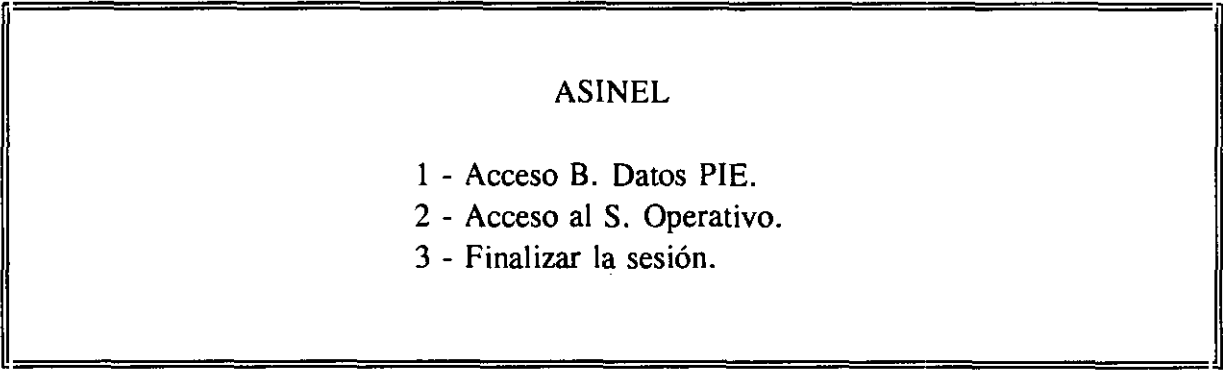 ASINEL
1 - Acceso B. Datos PIE.
2 - Acceso al S. Operativo.
3 - Finalizar la sesión.